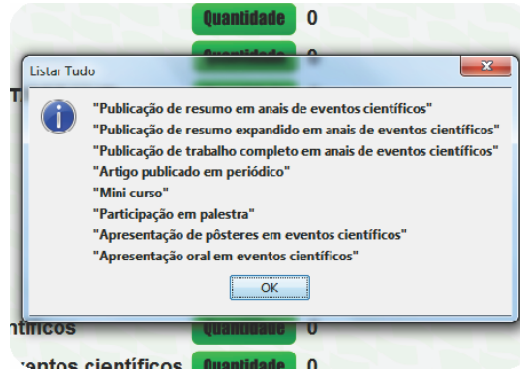 Quantidade 0
Quantidade 0
Listar Tudo
T
"Publicação de resumo em anais de eventos científicos"
"Publicação de resumo expandido em anais de eventos científicos"
"Publicação de trabalho completo em anais de eventos científicos"
"Artigo publicado em periódico"
"Mini curso"
"Participação em palestra"
"Apresentação de pôsteres em eventos científicos"
"Apresentação oral em eventos científicos"
OK
ntíficos Quantidade 0
ventos científicos Quantidade 0